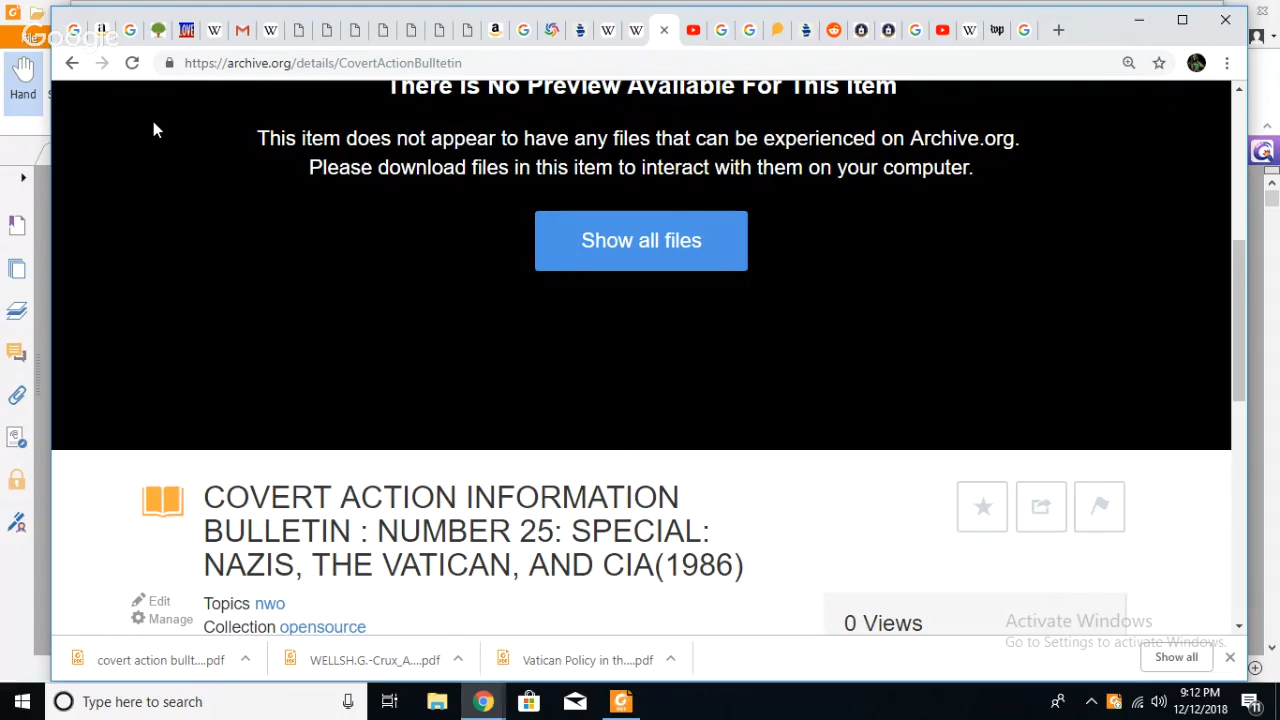 Google
File
https://archive.org/details/CovertActionBulltetin
Hand
There Is No Preview Available For This Item
This item does not appear to have any files that can be experienced on Archive.org.
Please download files in this item to interact with them on your computer.
Show all files
COVERT ACTION INFORMATION
BULLETIN : NUMBER 25: SPECIAL:
NAZIS, THE VATICAN, AND CIA(1986)
Edit
Manage
Topics nwo
Collection opensource
0 Views
Activate Windows
Go to Settings to activate Windows.
covert action bullt....pdf
WELLSH.G.-Crux_A....pdf
Vatican Policy in th....pdf
Show all
Type here to search
9:12 PM
12/12/2018